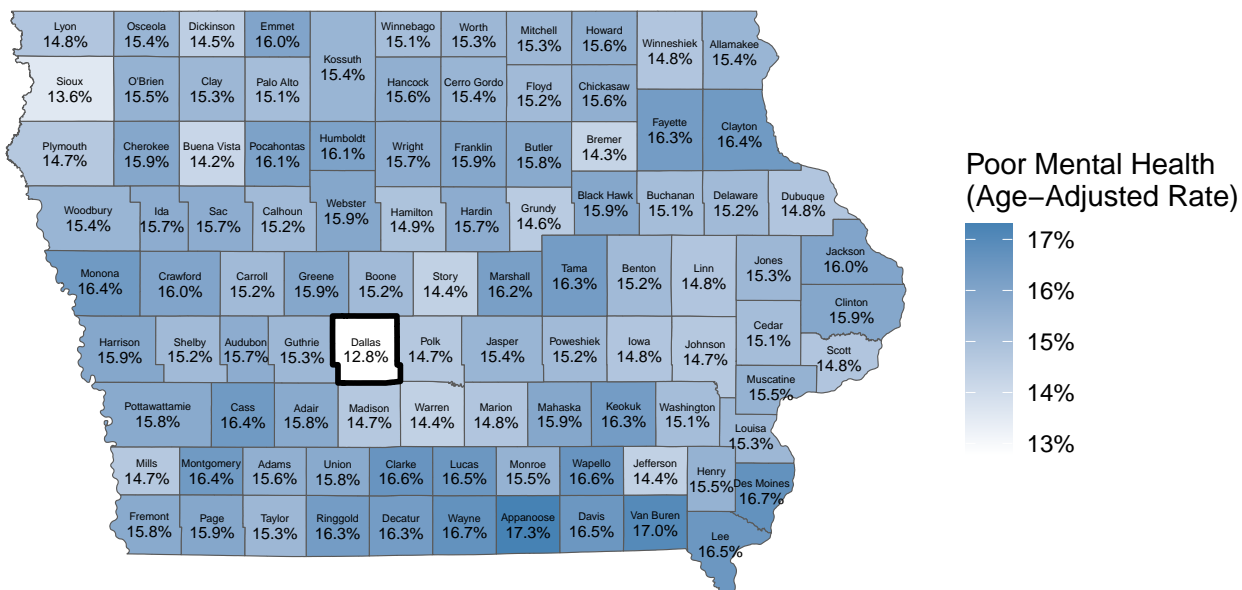 Lyon
14.8%
Osceola
15.4%
Dickinson
14.5%
Emmet
16.0%
Kossuth
15.4%
Winnebago
15.1%
Worth
15.3%
Mitchell
15.3%
Howard
15.6%
Winneshiek
14.8%
Allamakee
15.4%
Sioux
13.6%
O'Brien
15.5%
Clay
15.3%
Palo Alto
15.1%
Hancock
15.6%
Cerro Gordo
15.4%
Floyd
15.2%
Chickasaw
15.6%
Fayette
16.3%
Clayton
16.4%
Plymouth
14.7%
Cherokee
15.9%
Buena Vista
14.2%
Pocahontas
16.1%
Humboldt
16.1%
Wright
15.7%
Franklin
15.9%
Butler
15.8%
Bremer
14.3%
Woodbury
15.4%
Ida
15.7%
Sac
15.7%
Calhoun
15.2%
Webster
15.9%
Hamilton
14.9%
Hardin
15.7%
Grundy
14.6%
Black Hawk
15.9%
Buchanan
15.1%
Delaware
15.2%
Dubuque
14.8%
Monona
16.4%
Crawford
16.0%
Carroll
15.2%
Greene
15.9%
Boone
15.2%
Story
14.4%
Marshall
16.2%
Tama
16.3%
Benton
15.2%
Linn
14.8%
Jones
15.3%
Jackson
16.0%
Clinton
15.9%
Harrison
15.9%
Shelby
15.2%
Audubon
15.7%
Guthrie
15.3%
Dallas
12.8%
Polk
14.7%
Jasper
15.4%
Poweshiek
15.2%
Iowa
14.8%
Johnson
14.7%
Cedar
15.1%
Scott
14.8%
Muscatine
15.5%
Pottawattamie
15.8%
Cass
16.4%
Adair
15.8%
Madison
14.7%
Warren
14.4%
Marion
14.8%
Mahaska
15.9%
Keokuk
16.3%
Washington
15.1%
Louisa
15.3%
Mills
14.7%
Montgomery
16.4%
Adams
15.6%
Union
15.8%
Clarke
16.6%
Lucas
16.5%
Monroe
15.5%
Wapello
16.6%
Jefferson
14.4%
Henry
15.5%
Des Moines
16.7%
Fremont
15.8%
Page
15.9%
Taylor
15.3%
Ringgold
16.3%
Decatur
16.3%
Wayne
16.7%
Appanoose
17.3%
Davis
16.5%
Van Buren
17.0%
Lee
16.5%
Poor Mental Health
(Age−Adjusted Rate)
17%
16%
15%
14%
13%